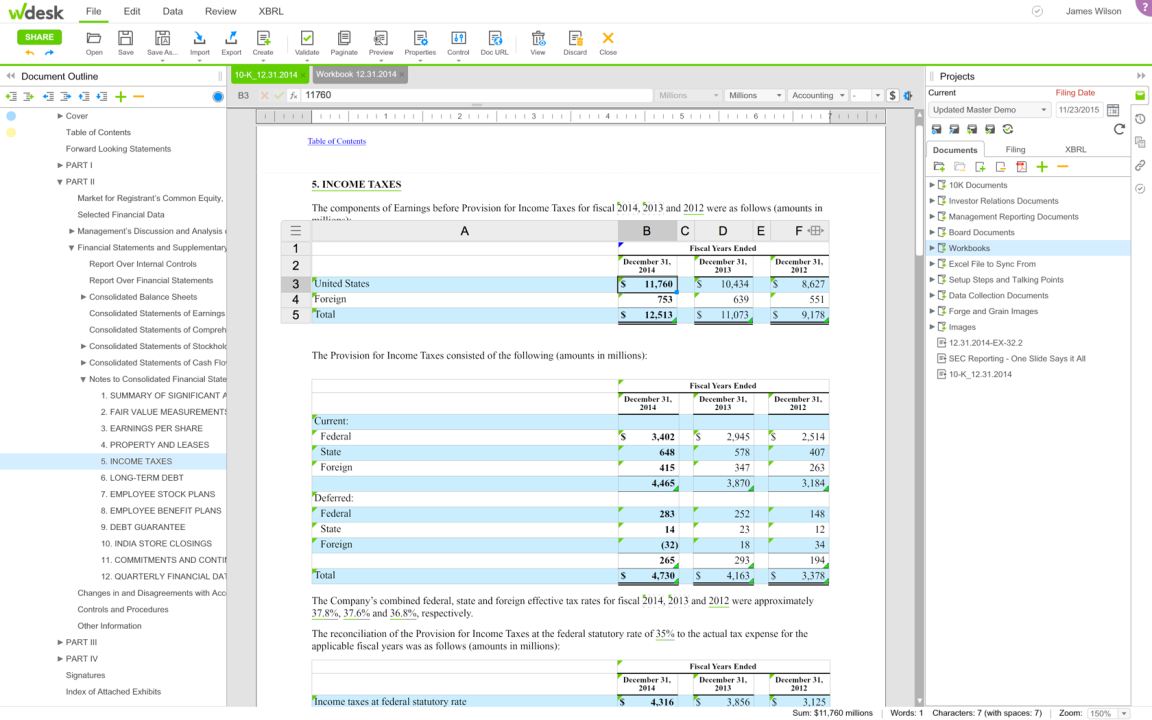 wdesk
File Edit Data Review XBRL
James Wilson
?
SHARE
Open Save Save As... Import Export Create Validate Paginate Preview Properties Control Doc URL View Discard Close
Document Outline
Cover
Table of Contents
Forward Looking Statements
PART I
PART II
Market for Registrant's Common Equity,
Selected Financial Data
Management's Discussion and Analysis
Financial Statements and Supplementary
Report Over Internal Controls
Report Over Financial Statements
Consolidated Balance Sheets
Consolidated Statements of Earnings
Consolidated Statements of Compreh
Consolidated Statements of Stockhol
Consolidated Statements of Cash Flo
Notes to Consolidated Financial State
1. SUMMARY OF SIGNIFICANT A
2. FAIR VALUE MEASUREMENTS
3. EARNINGS PER SHARE
4. PROPERTY AND LEASES
5. INCOME TAXES
6. LONG-TERM DEBT
7. EMPLOYEE STOCK PLANS
8. EMPLOYEE BENEFIT PLANS
9. DEBT GUARANTEE
10. INDIA STORE CLOSINGS
11. COMMITMENTS AND CONTIN
12. QUARTERLY FINANCIAL DAT
Changes in and Disagreements with Acc
Controls and Procedures
Other Information
PART III
PART IV
Signatures
Index of Attached Exhibits
10-K_12.31.2014 × Workbook 12.31.2014 ×
B3 fx 11760 Millions Millions Accounting - $
1 2 3 4 5 6 7
Table of Contents
5. INCOME TAXES
The components of Earnings before Provision for Income Taxes for fiscal 2014, 2013 and 2012 were as follows (amounts in
millions):
A B C D E F
1 Fiscal Years Ended
2 December 31, 2014 December 31, 2013 December 31, 2012
3 United States $ 11,760 $ 10,434 $ 8,627
4 Foreign 753 639 551
5 Total $ 12,513 $ 11,073 $ 9,178
The Provision for Income Taxes consisted of the following (amounts in millions):
Fiscal Years Ended
December 31, 2014 December 31, 2013 December 31, 2012
Current:
Federal $ 3,402 $ 2,945 $ 2,514
State 648 578 407
Foreign 415 347 263
4,465 3,870 3,184
Deferred:
Federal 283 252 148
State 14 23 12
Foreign (32) 18 34
265 293 194
Total $ 4,730 $ 4,163 $ 3,378
The Company's combined federal, state and foreign effective tax rates for fiscal 2014, 2013 and 2012 were approximately
37.8%, 37.6% and 36.8%, respectively.
The reconciliation of the Provision for Income Taxes at the federal statutory rate of 35% to the actual tax expense for the
applicable fiscal years was as follows (amounts in millions):
Fiscal Years Ended
December 31, 2014 December 31, 2013 December 31, 2012
Income taxes at federal statutory rate $ 4,316 $ 3,856 $ 3,125
Projects
Current Filing Date
Updated Master Demo 11/23/2015
Documents Filing XBRL
10K Documents
Investor Relations Documents
Management Reporting Documents
Board Documents
Workbooks
Excel File to Sync From
Setup Steps and Talking Points
Data Collection Documents
Forge and Grain Images
Images
12.31.2014-EX-32.2
SEC Reporting - One Slide Says it All
10-K_12.31.2014
Sum: $11,760 millions Words: 1 Characters: 7 (with spaces: 7) Zoom: 150%